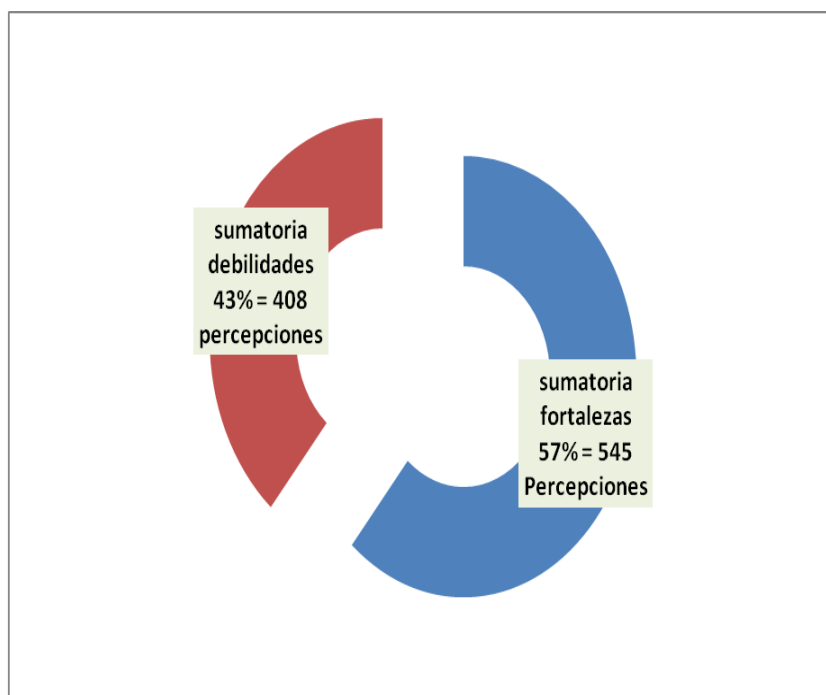 sumatoria
debilidades
43% = 408
percepciones
sumatoria
fortalezas
57% = 545
Percepciones